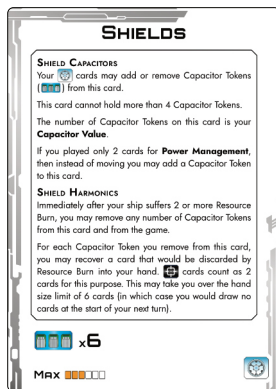 SHIELDS
SHIELD CAPACITORS
Your cards may add or remove Capacitor Tokens
() from this card.
This card cannot hold more than 4 Capacitor Tokens.
The number of Capacitor Tokens on this card is your
Capacitor Value.
If you played only 2 cards for Power Management,
then instead of moving you may add a Capacitor Token
to this card.
SHIELD HARMONICS
Immediately after your ship suffers 2 or more Resource
Burn, you may remove any number of Capacitor Tokens
from this card and from the game.
For each Capacitor Token you remove from this card,
you may recover a card that would be discarded by
Resource Burn into your hand. cards count as 2
cards for this purpose. This may take you over the hand
size limit of 6 cards (in which case you would draw no
cards at the start of your next turn).
x6
MAX